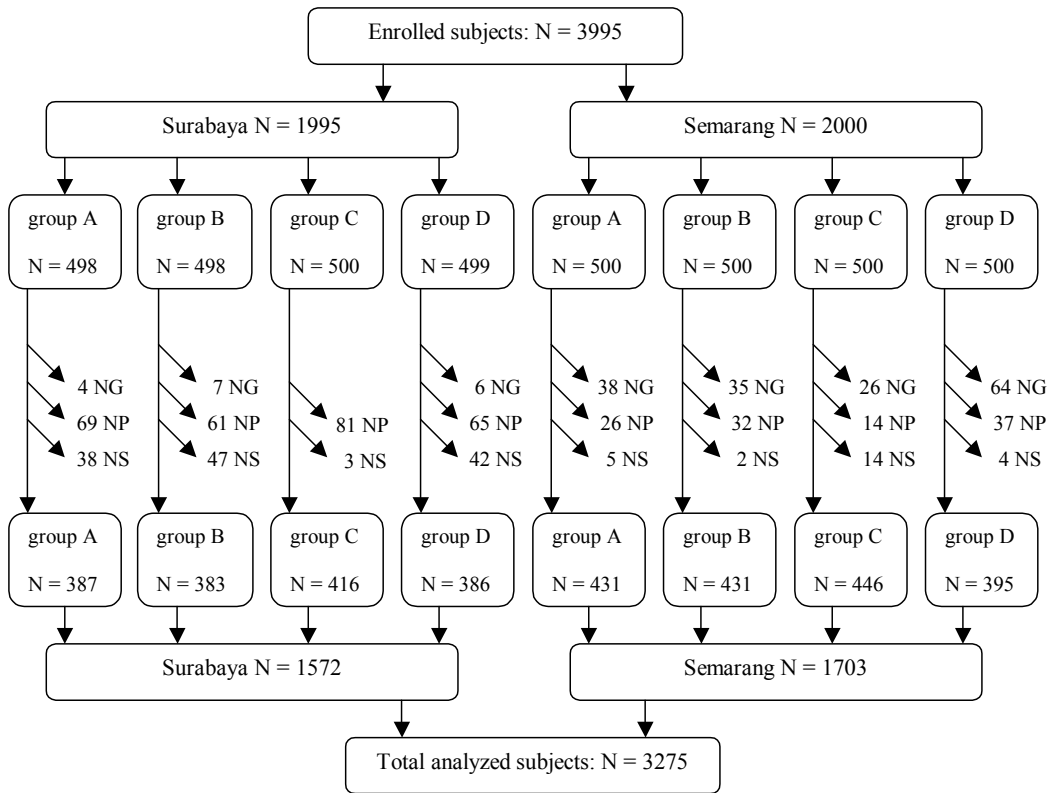 Enrolled subjects: N = 3995
Surabaya N = 1995
Semarang N = 2000
group A
N = 498
group B
N = 498
group C
N = 500
group D
N = 499
group A
N = 500
group B
N = 500
group C
N = 500
group D
N = 500
4 NG
69 NP
38 NS
7 NG
61 NP
47 NS
81 NP
3 NS
6 NG
65 NP
42 NS
38 NG
26 NP
5 NS
35 NG
32 NP
2 NS
26 NG
14 NP
14 NS
64 NG
37 NP
4 NS
group A
N = 387
group B
N = 383
group C
N = 416
group D
N = 386
group A
N = 431
group B
N = 431
group C
N = 446
group D
N = 395
Surabaya N = 1572
Semarang N = 1703
Total analyzed subjects: N = 3275